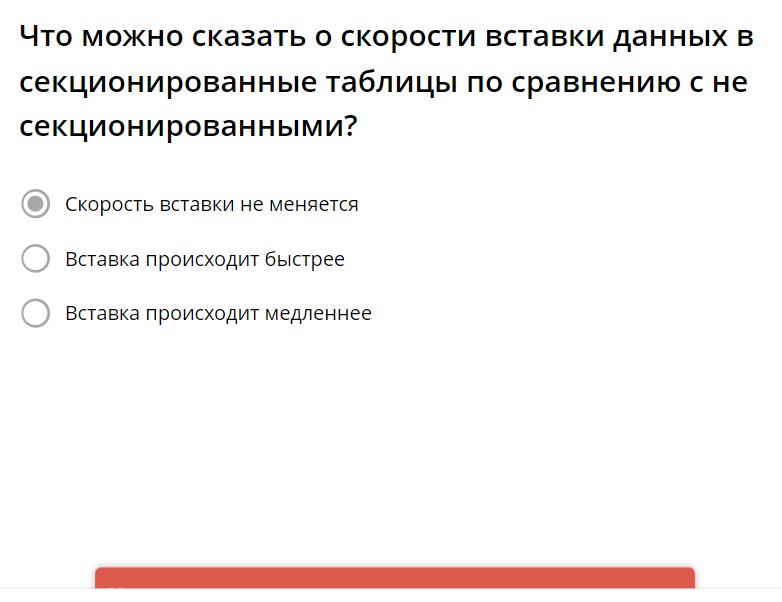 Что можно сказать о скорости вставки данных в
секционированные таблицы по сравнению с не
секционированными?
Скорость вставки не меняется
Вставка происходит быстрее
Вставка происходит медленнее